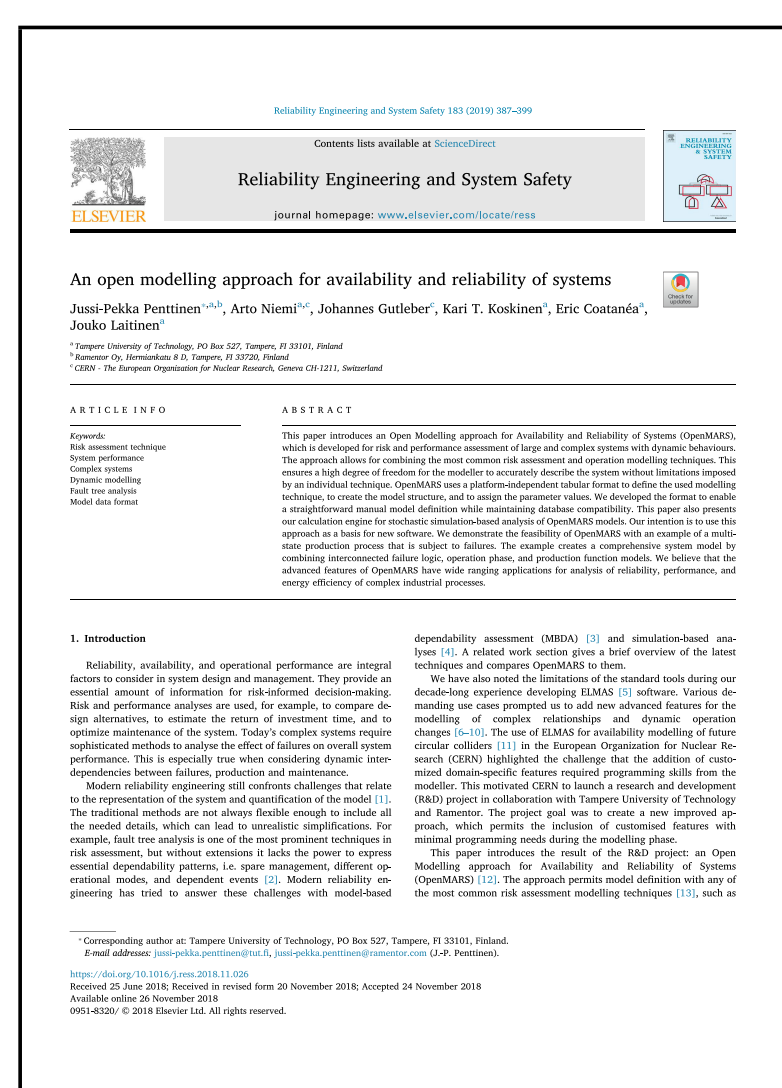 Reliability Engineering and System Safety 183 (2019) 387–399
Contents lists available at ScienceDirect
Reliability Engineering and System Safety
journal homepage: www.elsevier.com/locate/ress
ELSEVIER
RELIABILITY
ENGINEERING
& SYSTEM
SAFETY
An open modelling approach for availability and reliability of systems
Check for
updates
Jussi-Pekka Penttinen⁎,a,b, Arto Niemia,c, Johannes Gutleberc, Kari T. Koskinena, Eric Coatanéaa,
Jouko Laitinena
a Tampere University of Technology, PO Box 527, Tampere, FI 33101, Finland
b Ramentor Oy, Hermiankatu 8 D, Tampere, FI 33720, Finland
c CERN - The European Organization for Nuclear Research, Geneva CH-1211, Switzerland
ARTICLE INFO
Keywords:
Risk assessment technique
System performance
Complex systems
Dynamic modelling
Fault tree analysis
Model data format
ABSTRACT
This paper introduces an Open Modelling approach for Availability and Reliability of Systems (OpenMARS),
which is developed for risk and performance assessment of large and complex systems with dynamic behaviours.
The approach allows for combining the most common risk assessment and operation modelling techniques. This
ensures a high degree of freedom for the modeller to accurately describe the system without limitations imposed
by an individual technique. OpenMARS uses a platform-independent tabular format to define the used modelling
technique, to create the model structure, and to assign the parameter values. We developed the format to enable
a straightforward manual model definition while maintaining database compatibility. This paper also presents
our calculation engine for stochastic simulation-based analysis of OpenMARS models. Our intention is to use this
approach as a basis for new software. We demonstrate the feasibility of OpenMARS with an example of a multi-
state production process that is subject to failures. The example creates a comprehensive system model by
combining interconnected failure logic, operation phase, and production function models. We believe that the
advanced features of OpenMARS have wide ranging applications for analysis of reliability, performance, and
energy efficiency of complex industrial processes.
1. Introduction
Reliability, availability, and operational performance are integral
factors to consider in system design and management. They provide an
essential amount of information for risk-informed decision-making.
Risk and performance analyses are used, for example, to compare de-
sign alternatives, to estimate the return of investment time, and to
optimize maintenance of the system. Today's complex systems require
sophisticated methods to analyse the effect of failures on overall system
performance. This is especially true when considering dynamic inter-
dependencies between failures, production and maintenance.
Modern reliability engineering still confronts challenges that relate
to the representation of the system and quantification of the model [1].
The traditional methods are not always flexible enough to include all
the needed details, which can lead to unrealistic simplifications. For
example, fault tree analysis is one of the most prominent techniques in
risk assessment, but without extensions it lacks the power to express
essential dependability patterns, i.e. spare management, different op-
erational modes, and dependent events [2]. Modern reliability en-
gineering has tried to answer these challenges with model-based
dependability assessment (MBDA) [3] and simulation-based ana-
lyses [4]. A related work section gives a brief overview of the latest
techniques and compares OpenMARS to them.
We have also noted the limitations of the standard tools during our
decade-long experience developing ELMAS [5] software. Various de-
manding use cases prompted us to add new advanced features for the
modelling of complex relationships and dynamic operation
changes [6–10]. The use of ELMAS for availability modelling of future
circular colliders [11] in the European Organization for Nuclear Re-
search (CERN) highlighted the challenge that the addition of custo-
mized domain-specific features required programming skills from the
modeller. This motivated CERN to launch a research and development
(R&D) project in collaboration with Tampere University of Technology
and Ramentor. The project goal was to create a new improved ap-
proach, which permits the inclusion of customised features with
minimal programming needs during the modelling phase.
This paper introduces the result of the R&D project: an Open
Modelling approach for Availability and Reliability of Systems
(OpenMARS) [12]. The approach permits model definition with any of
the most common risk assessment modelling techniques [13], such as
⁎ Corresponding author at: Tampere University of Technology, PO Box 527, Tampere, FI 33101, Finland.
E-mail addresses: jussi-pekka.penttinen@tut.fi, jussi-pekka.penttinen@ramentor.com (J.-P. Penttinen).
https://doi.org/10.1016/j.ress.2018.11.026
Received 25 June 2018; Received in revised form 20 November 2018; Accepted 24 November 2018
Available online 26 November 2018
0951-8320/ © 2018 Elsevier Ltd. All rights reserved.